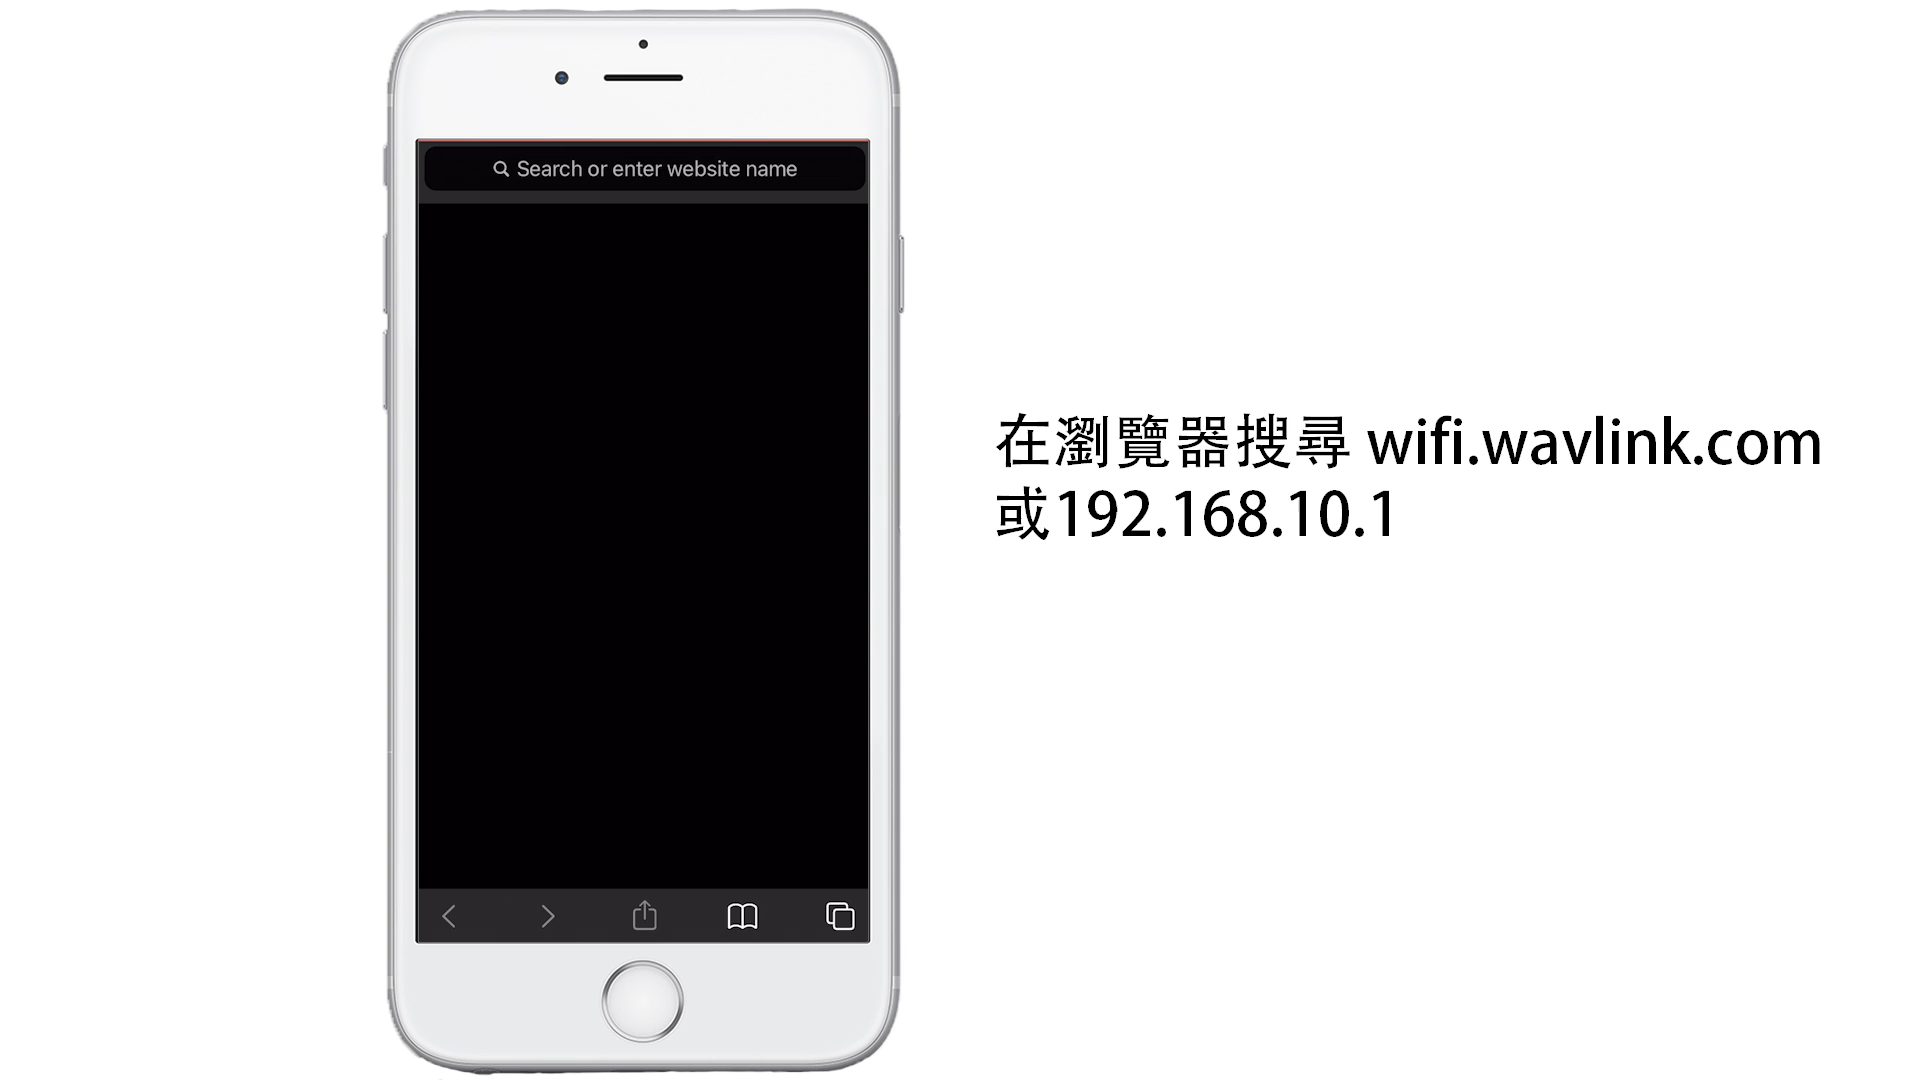 Search or enter website name
在瀏覽器搜尋 wifi.wavlink.com
或192.168.10.1